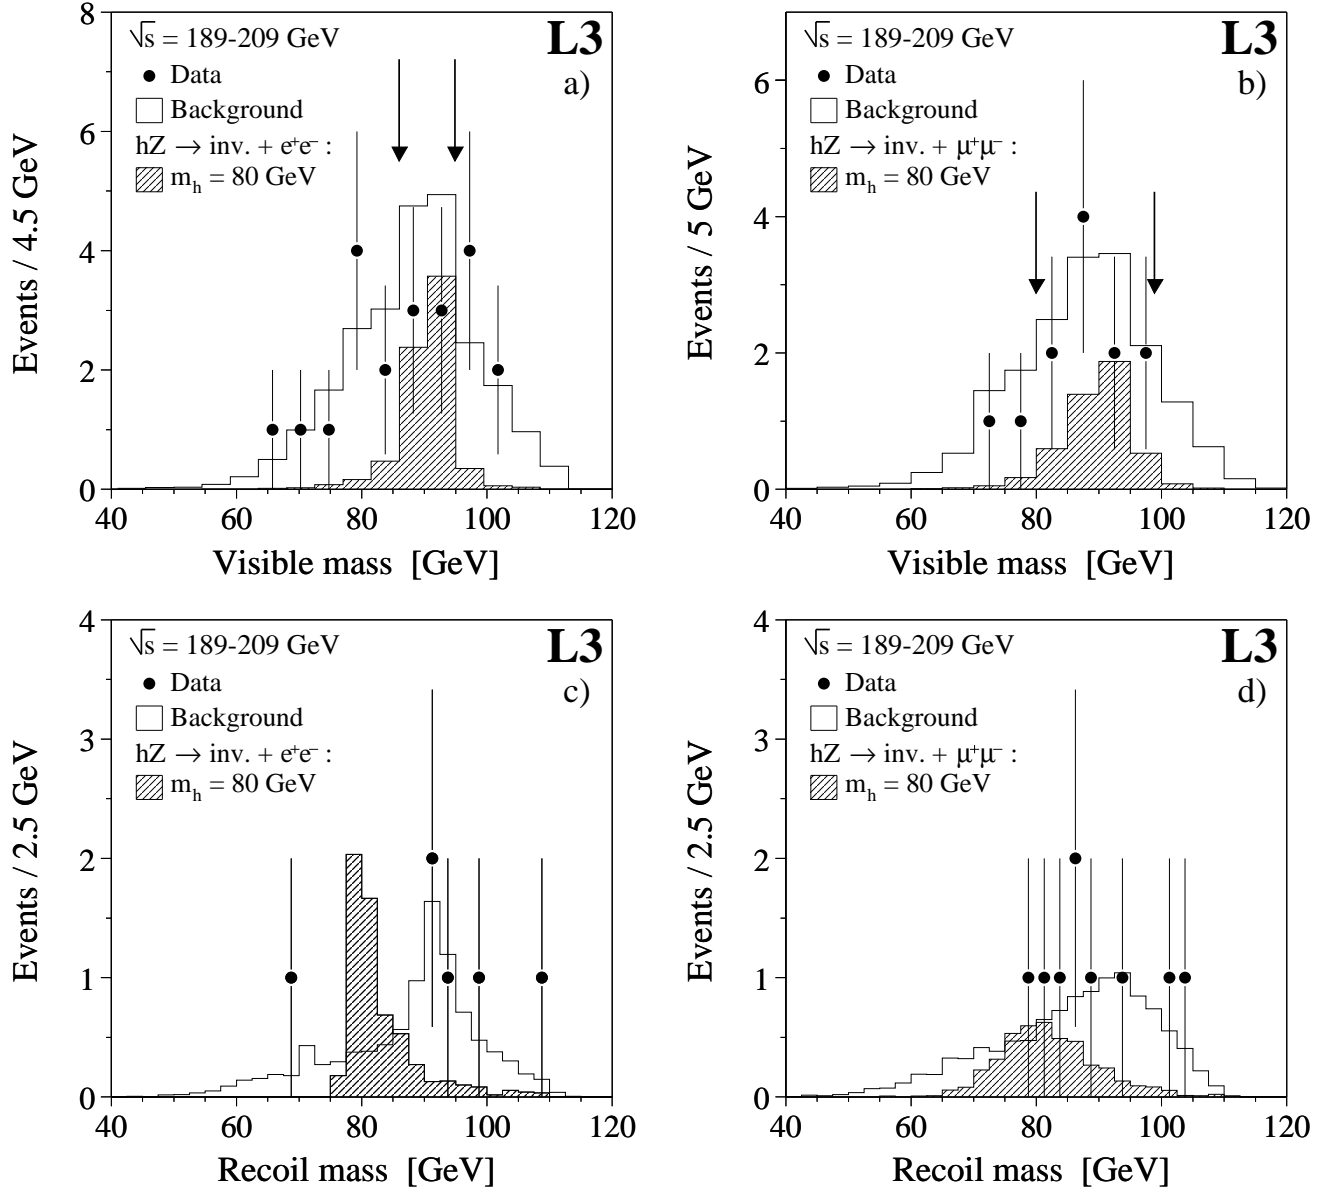 √s = 189-209 GeV
L3
a)
Data
Background
hZ → inv. + e⁺e⁻ :
m_h = 80 GeV
Events / 4.5 GeV
8
6
4
2
0
40 60 80 100 120
Visible mass [GeV]
√s = 189-209 GeV
L3
b)
Data
Background
hZ → inv. + μ⁺μ⁻ :
m_h = 80 GeV
Events / 5 GeV
6
4
2
0
40 60 80 100 120
Visible mass [GeV]
√s = 189-209 GeV
L3
c)
Data
Background
hZ → inv. + e⁺e⁻ :
m_h = 80 GeV
Events / 2.5 GeV
4
3
2
1
0
40 60 80 100 120
Recoil mass [GeV]
√s = 189-209 GeV
L3
d)
Data
Background
hZ → inv. + μ⁺μ⁻ :
m_h = 80 GeV
Events / 2.5 GeV
4
3
2
1
0
40 60 80 100 120
Recoil mass [GeV]